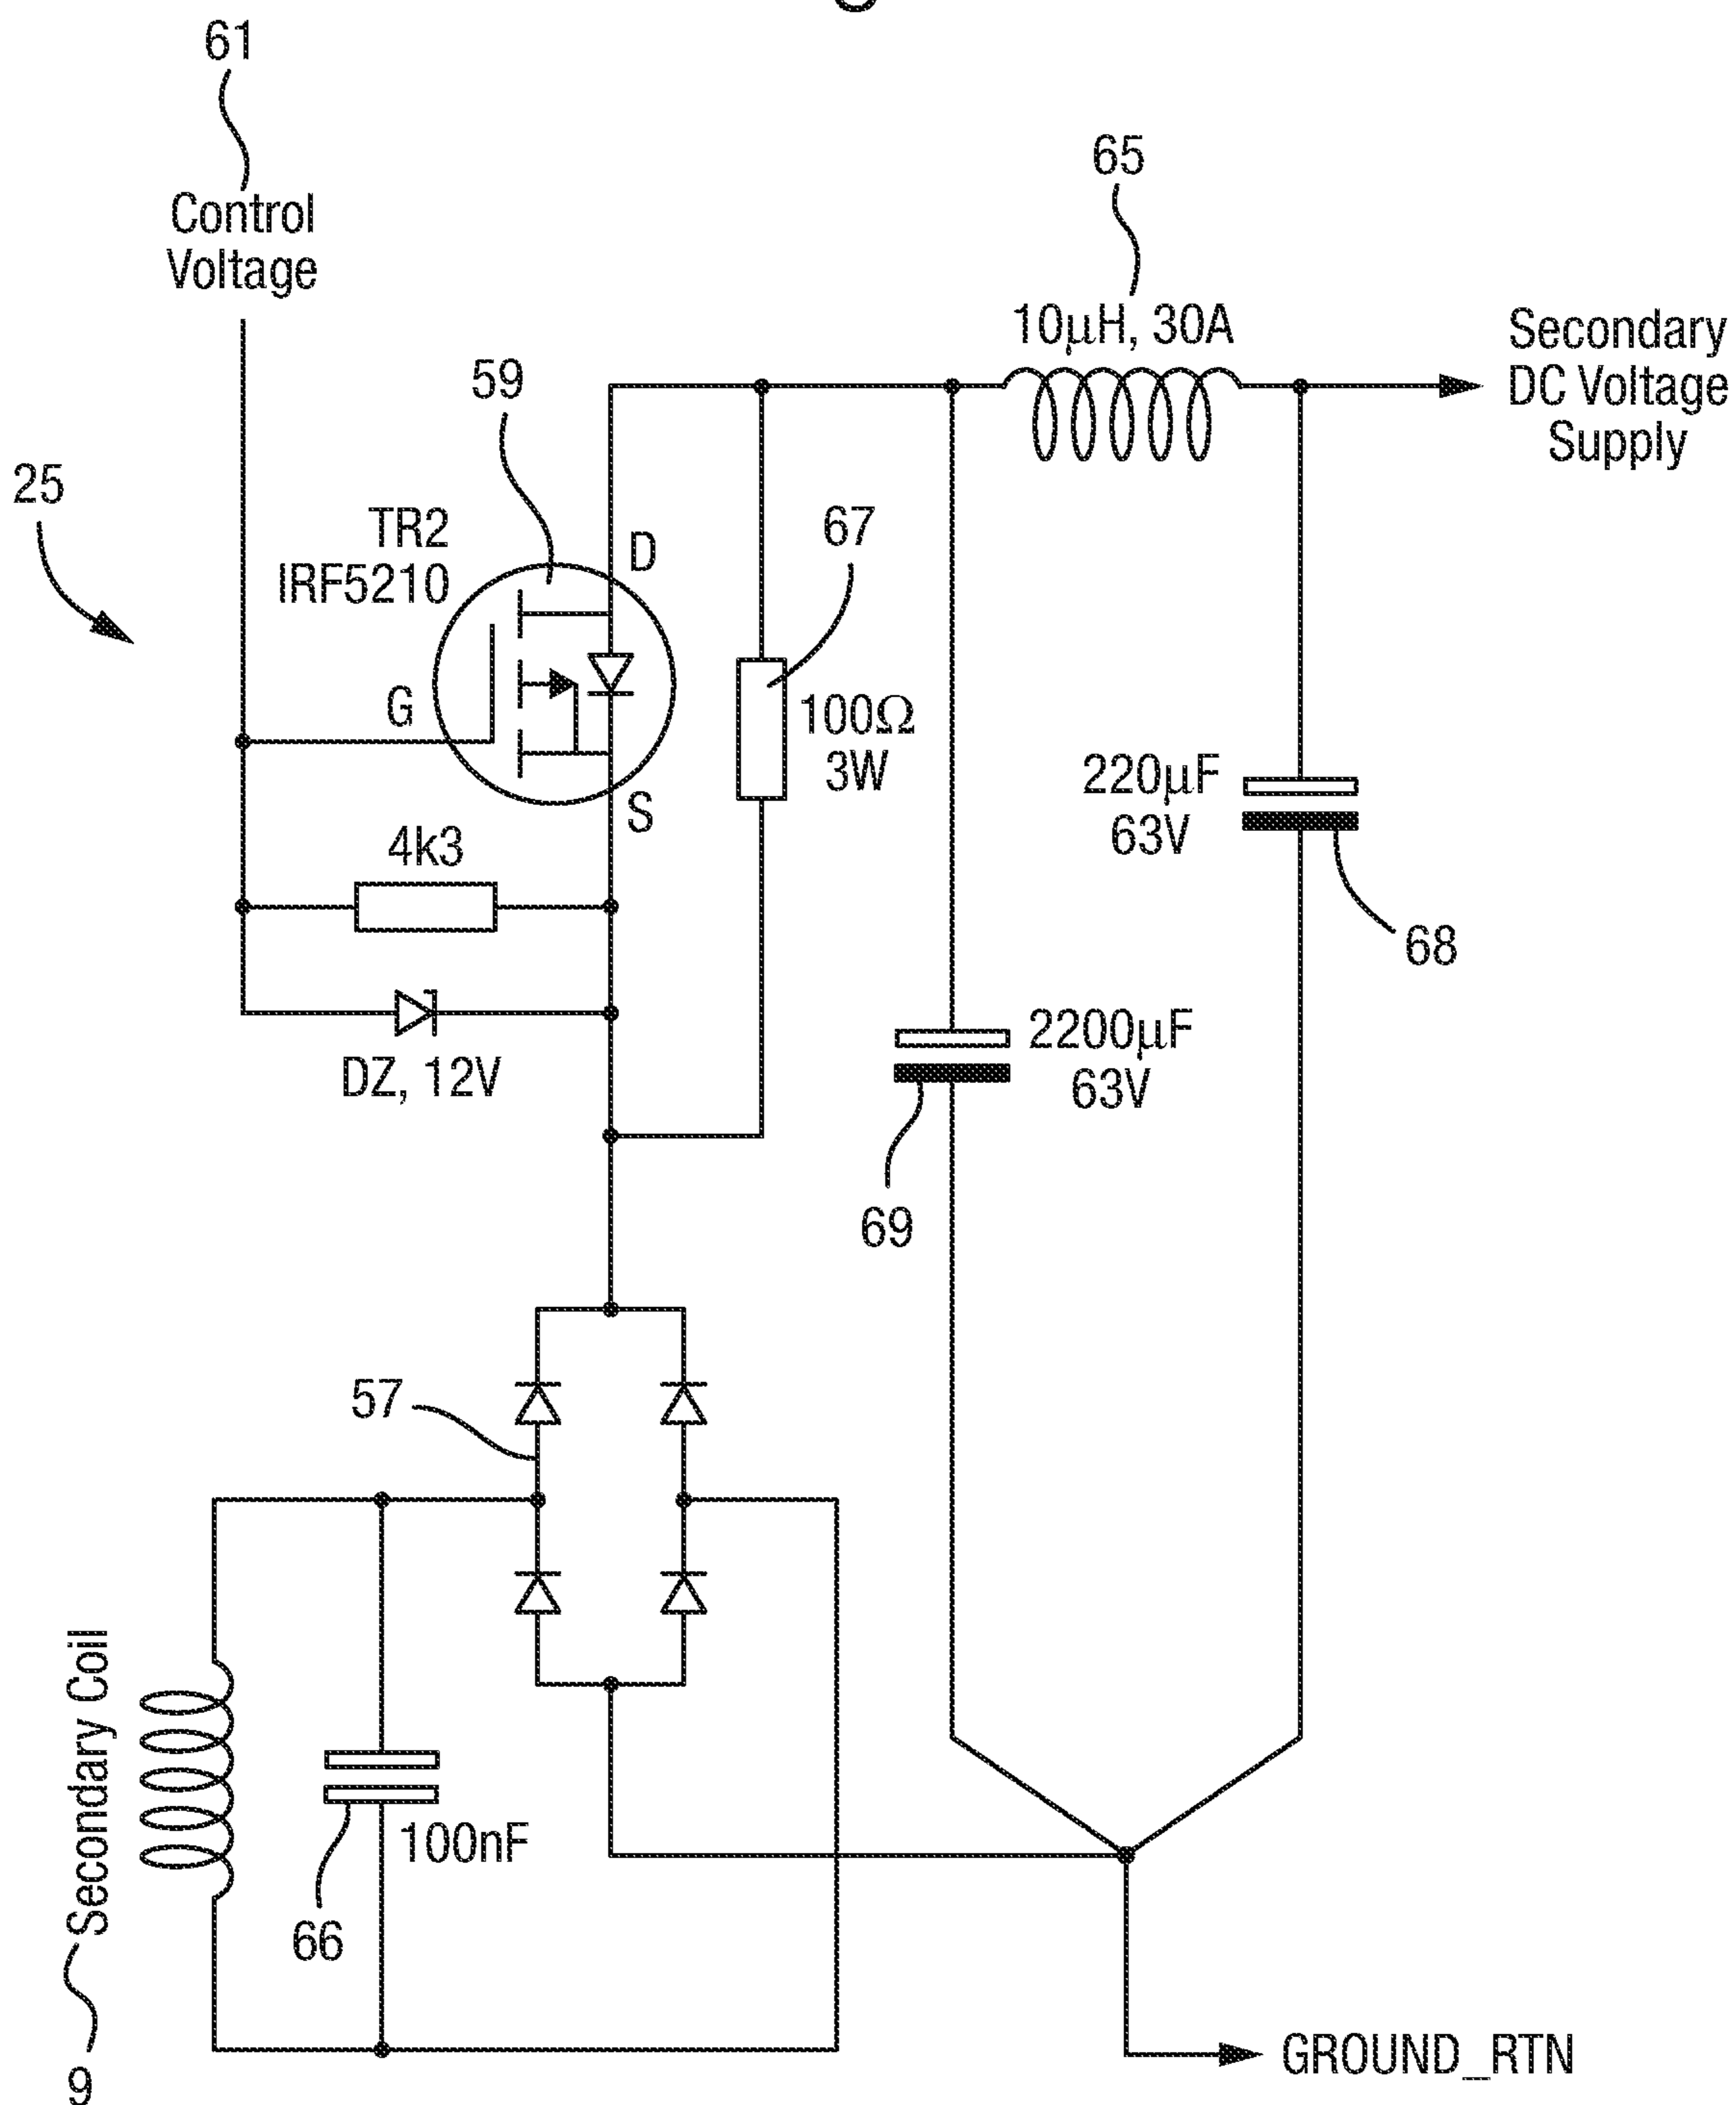 61
Control
Voltage
65
10µH, 30A
Secondary
DC Voltage
Supply
59
25
TR2
IRF5210
D
67
G
100Ω
3W
S
220µF
63V
4k3
68
DZ, 12V
2200µF
63V
69
57
Secondary Coil
100nF
66
9
GROUND_RTN